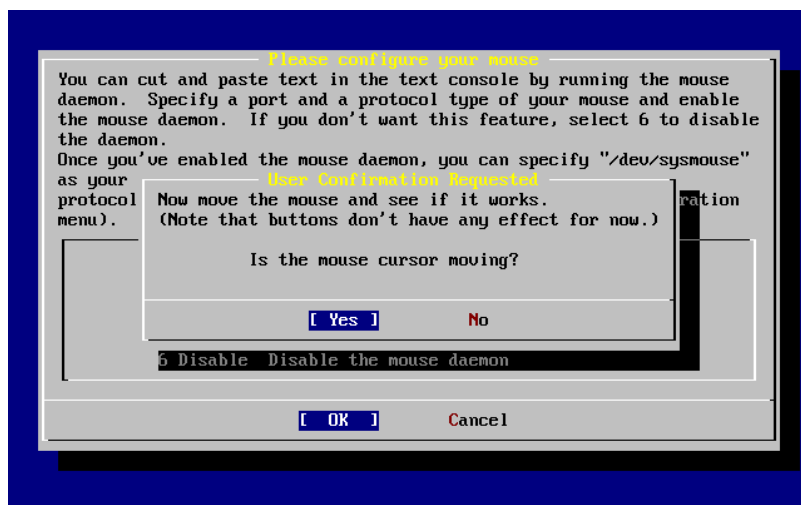 Please configure your mouse
You can cut and paste text in the text console by running the mouse
daemon.  Specify a port and a protocol type of your mouse and enable
the mouse daemon.  If you don't want this feature, select 6 to disable
the daemon.
Once you've enabled the mouse daemon, you can specify "/dev/sysmouse"
as your
protocol ration
menu).
User Confirmation Requested
Now move the mouse and see if it works.
(Note that buttons don't have any effect for now.)
Is the mouse cursor moving?
[ Yes ] No
6 Disable  Disable the mouse daemon
[ OK ] Cancel